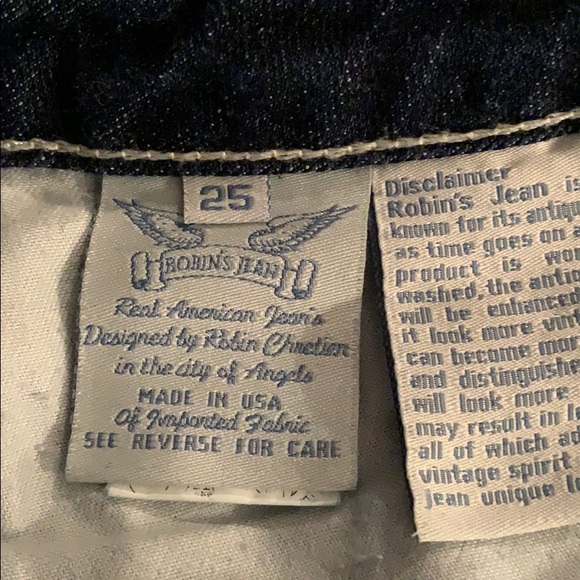 25
ROBIN'S JEAN
Real American Jean's
Designed by Robin Chretien
in the city of Angels
MADE IN USA
Of Imported Fabric
SEE REVERSE FOR CARE
Disclaimer
Robin's Jean is
known for its
as time goes on a
product is
washed, the
will be enhanced
it look more
can become
and
will look more
may result in
all of which
vintage spirit
jean unique